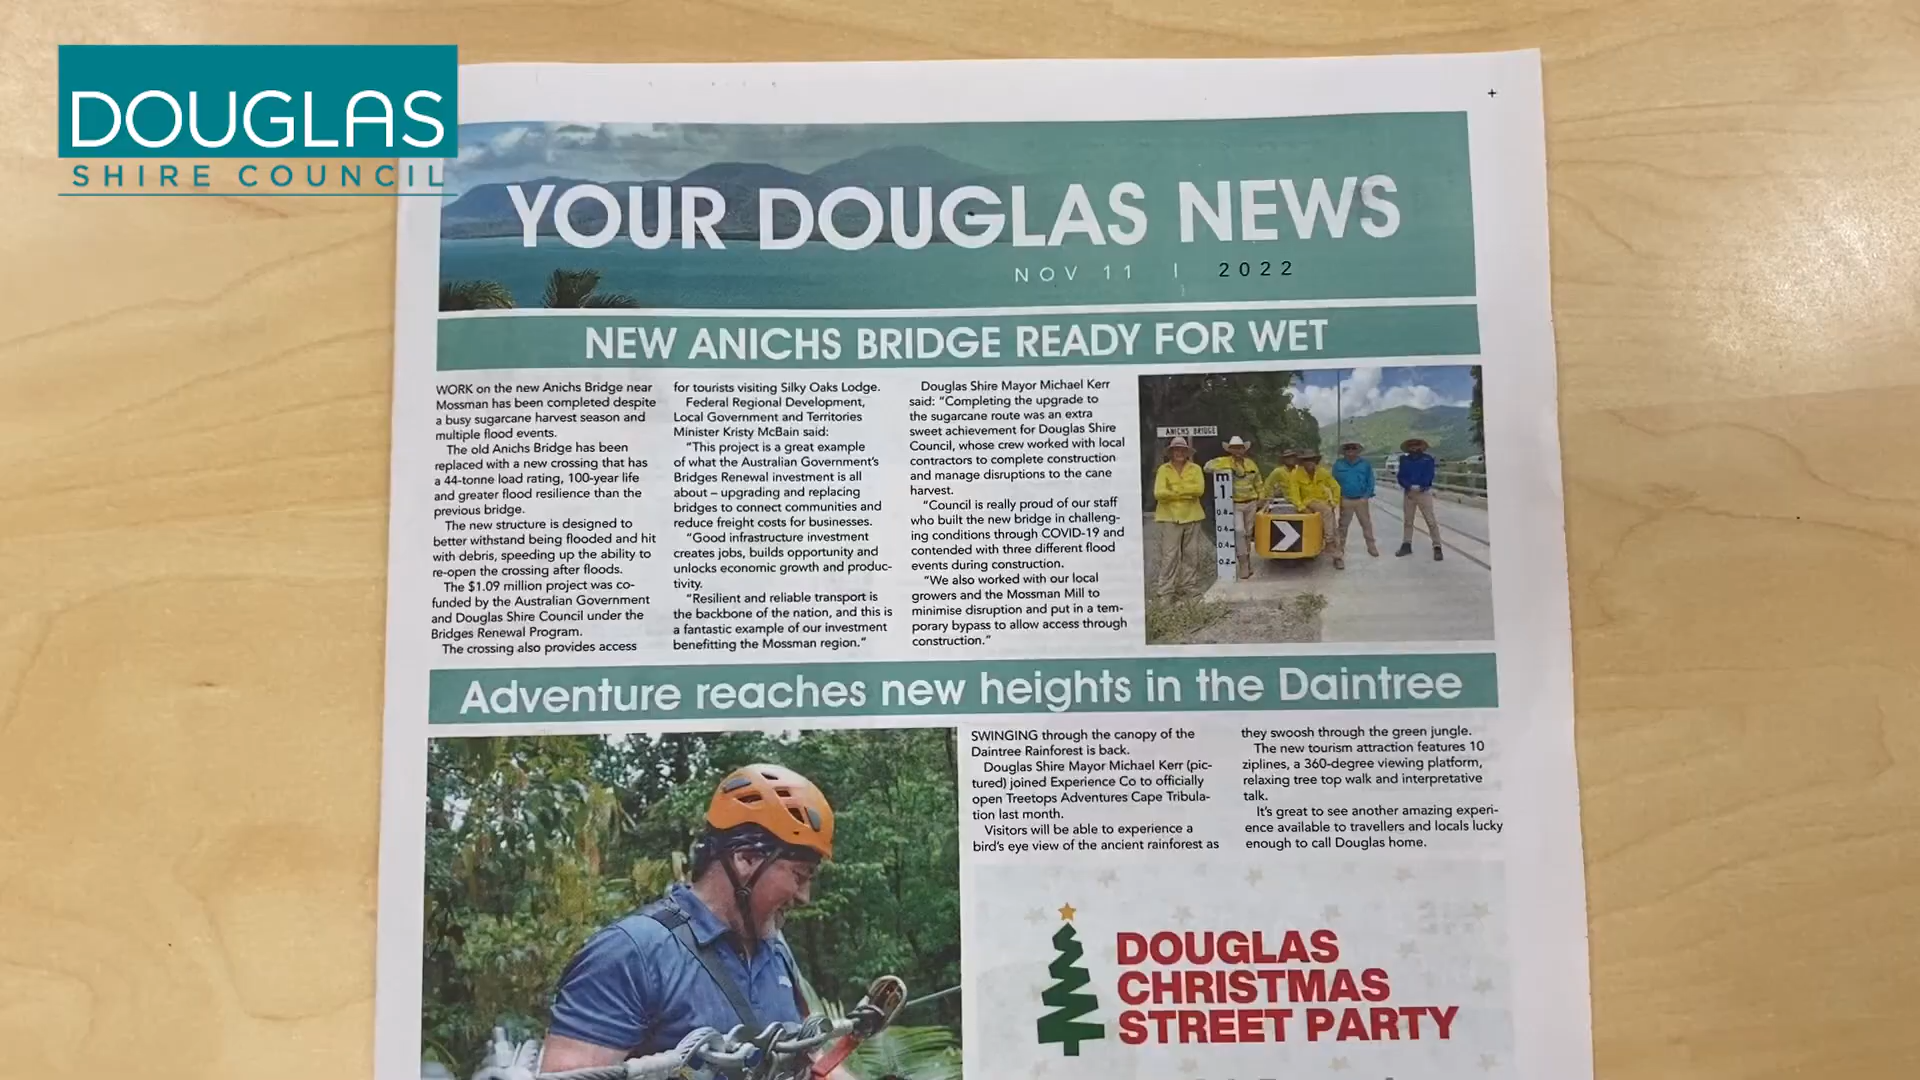 DOUGLAS
SHIRE COUNCIL
YOUR DOUGLAS NEWS
NOV 11 | 2022
NEW ANICHS BRIDGE READY FOR WET
WORK on the new Anichs Bridge near
Mossman has been completed despite
a busy sugarcane harvest season and
multiple flood events.
The old Anichs Bridge has been
replaced with a new crossing that has
a 44-tonne load rating, 100-year life
and greater flood resilience than the
previous bridge.
The new structure is designed to
better withstand being flooded and hit
with debris, speeding up the ability to
re-open the crossing after floods.
The $1.09 million project was co-
funded by the Australian Government
and Douglas Shire Council under the
Bridges Renewal Program.
The crossing also provides access
for tourists visiting Silky Oaks Lodge.
Federal Regional Development,
Local Government and Territories
Minister Kristy McBain said:
"This project is a great example
of what the Australian Government's
Bridges Renewal investment is all
about – upgrading and replacing
bridges to connect communities and
reduce freight costs for businesses.
"Good infrastructure investment
creates jobs, builds opportunity and
unlocks economic growth and produc-
tivity.
"Resilient and reliable transport is
the backbone of the nation, and this is
a fantastic example of our investment
benefitting the Mossman region."
Douglas Shire Mayor Michael Kerr
said: "Completing the upgrade to
the sugarcane route was an extra
sweet achievement for Douglas Shire
Council, whose crew worked with local
contractors to complete construction
and manage disruptions to the cane
harvest.
"Council is really proud of our staff
who built the new bridge in challeng-
ing conditions through COVID-19 and
contended with three different flood
events during construction.
"We also worked with our local
growers and the Mossman Mill to
minimise disruption and put in a tem-
porary bypass to allow access through
construction."
ANICHS BRIDGE
m
1.
0.8
0.6
0.4
0.2
Adventure reaches new heights in the Daintree
SWINGING through the canopy of the
Daintree Rainforest is back.
Douglas Shire Mayor Michael Kerr (pic-
tured) joined Experience Co to officially
open Treetops Adventures Cape Tribula-
tion last month.
Visitors will be able to experience a
bird's eye view of the ancient rainforest as
they swoosh through the green jungle.
The new tourism attraction features 10
ziplines, a 360-degree viewing platform,
relaxing tree top walk and interpretative
talk.
It's great to see another amazing experi-
ence available to travellers and locals lucky
enough to call Douglas home.
DOUGLAS
CHRISTMAS
STREET PARTY